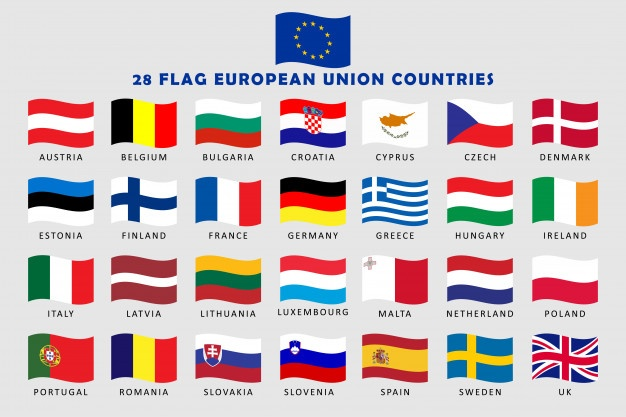 28 FLAG EUROPEAN UNION COUNTRIES
AUSTRIA BELGIUM BULGARIA CROATIA CYPRUS CZECH DENMARK
ESTONIA FINLAND FRANCE GERMANY GREECE HUNGARY IRELAND
ITALY LATVIA LITHUANIA LUXEMBOURG MALTA NETHERLAND POLAND
PORTUGAL ROMANIA SLOVAKIA SLOVENIA SPAIN SWEDEN UK